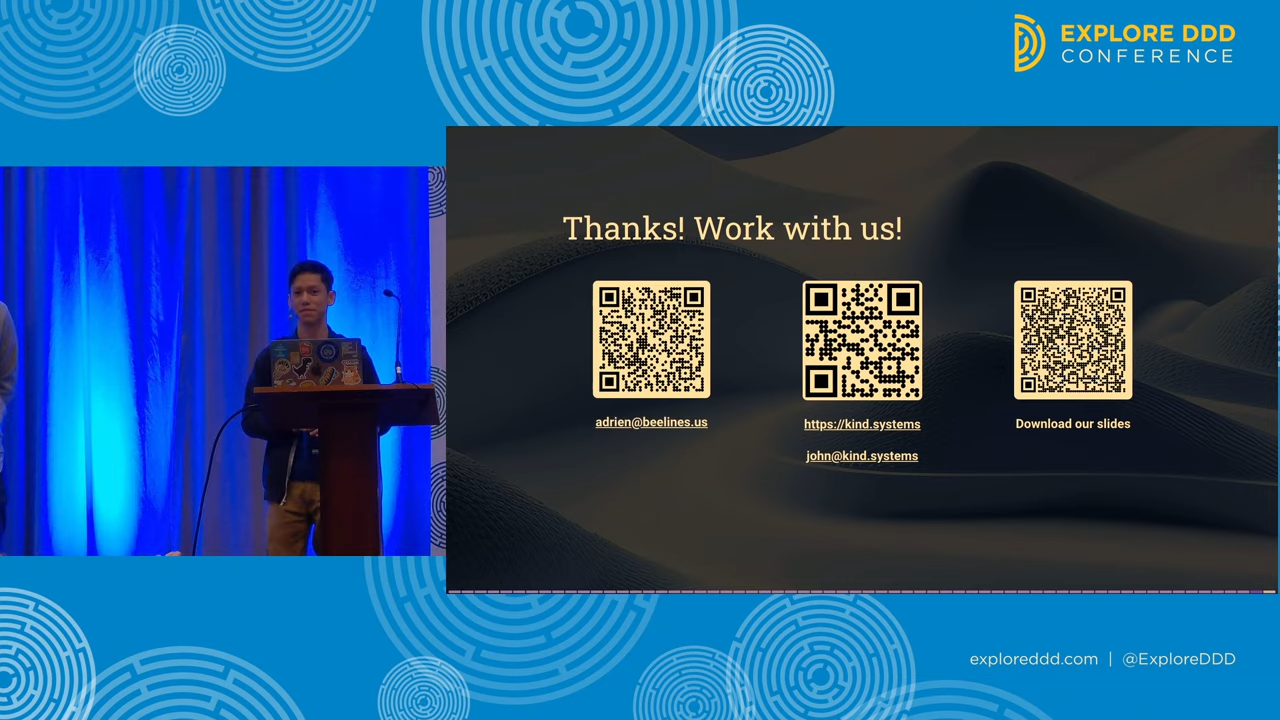 EXPLORE DDD
CONFERENCE
Thanks! Work with us!
adrien@beelines.us
https://kind.systems
john@kind.systems
Download our slides
exploreddd.com | @ExploreDDD